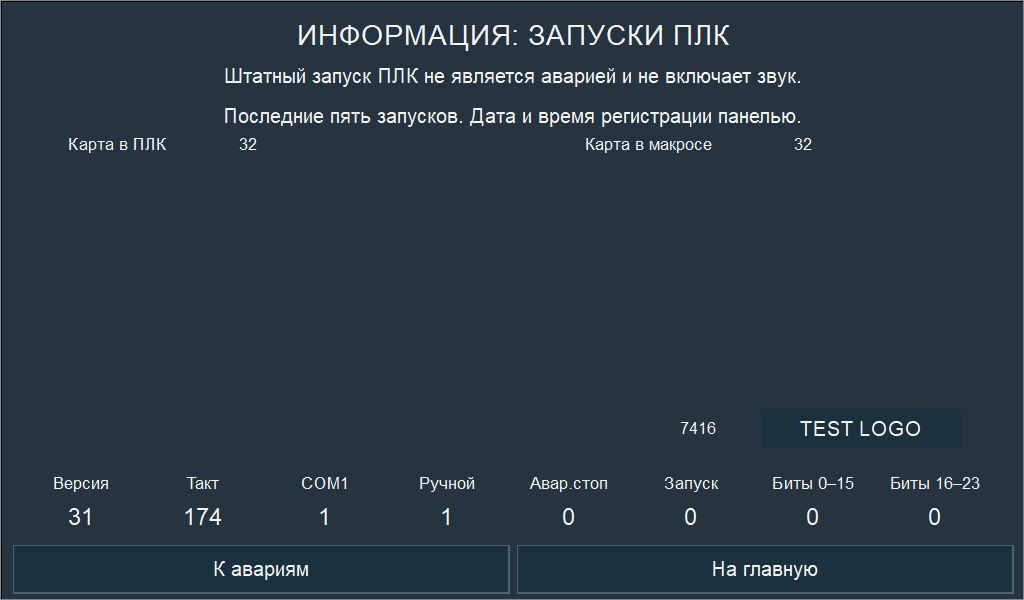 ИНФОРМАЦИЯ: ЗАПУСКИ ПЛК
Штатный запуск ПЛК не является аварией и не включает звук.
Последние пять запусков. Дата и время регистрации панелью.
Карта в ПЛК 32 Карта в макросе 32
7416 TEST LOGO
Версия Такт COM1 Ручной Авар.стоп Запуск Биты 0–15 Биты 16–23
31 174 1 1 0 0 0 0
К авариям На главную